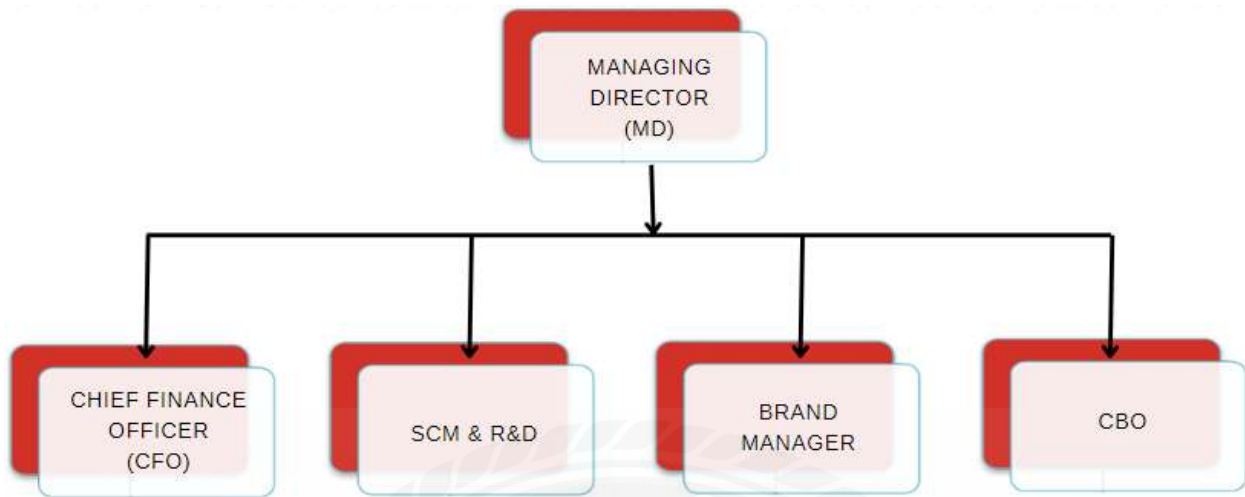 MANAGING
DIRECTOR
(MD)
CHIEF FINANCE
OFFICER
(CFO)
SCM & R&D
BRAND
MANAGER
CBO